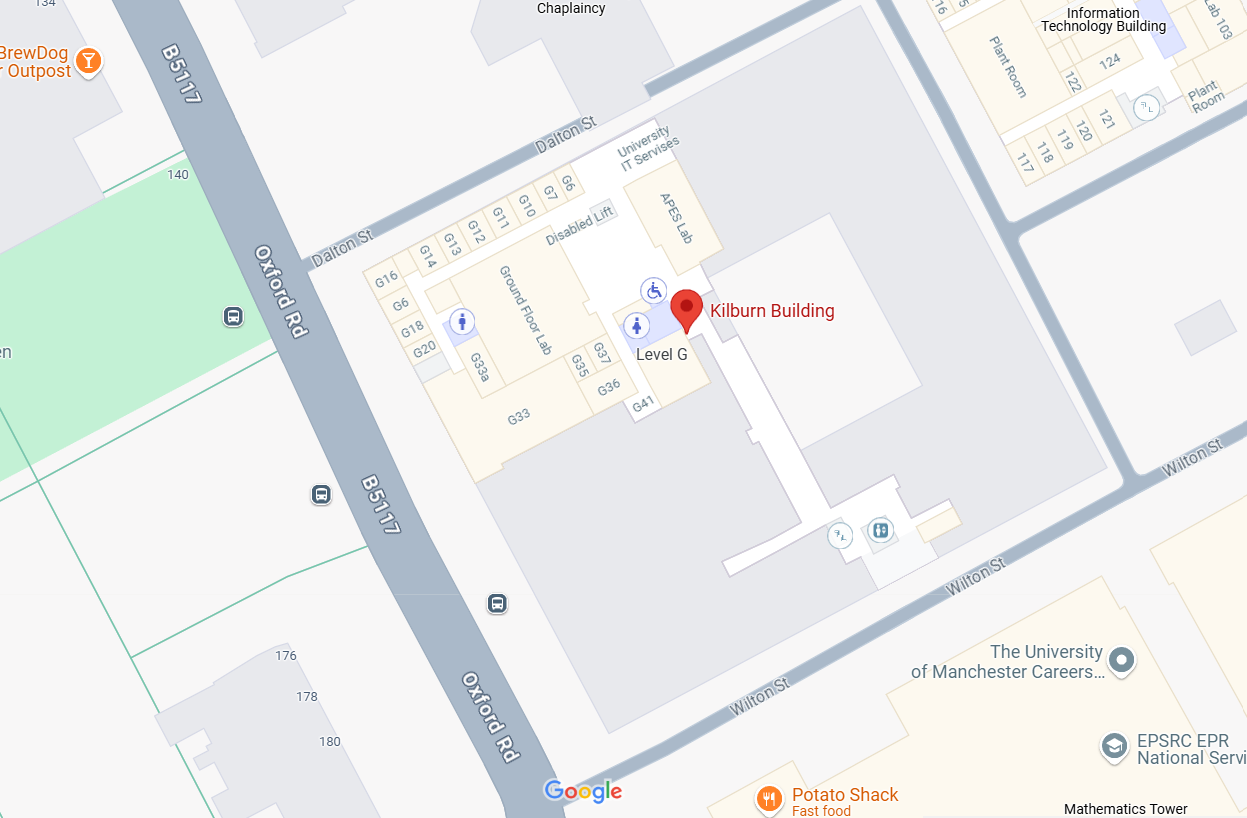 134
Chaplaincy
Information
Technology Building
BrewDog
r Outpost
B5117
116
5
Lab 103
Plant Room
124
122
Plant
Room
121
120
119
118
117
Dalton St
University
IT Servises
140
G6
G7
G10
G11
G12
G13
G14
G16
APES Lab
Disabled Lift
Dalton St
Oxford Rd
G6
G18
G20
Ground Floor Lab
Kilburn Building
en
Level G
G37
G35
G33a
G36
G41
G33
Wilton St
B5117
Wilton St
176
The University
of Manchester Careers...
178
Wilton St
Oxford Rd
180
EPSRC EPR
National Servi
Google
Potato Shack
Fast food
Mathematics Tower